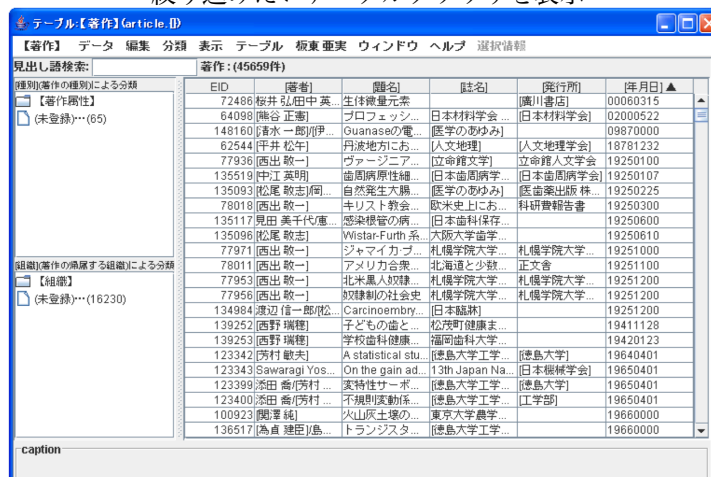 テーブル:【著作】(article.[])
【著作】 データ 編集 分類 表示 テーブル 板東 亜実 ウィンドウ ヘルプ 選択情報
見出し語検索: 著作 : (45659件)
[種別](著作の種別)による分類
【著作属性】
(未登録)…(65)
[組織](著作の帰属する組織)による分類
【組織】
(未登録)…(16230)
EID [著者] [題名] [誌名] [発行所] [年月日]▲
72486 桜井 弘/田中 英... 生体微量元素 [廣川書店] 00060315
64098 [熊谷 正憲] プロフェッシ... 日本材料学会 ... [日本材料学会] 02000522
148160 [清水 一郎]/[伊... Guanaseの電... [医学のあゆみ] 09870000
62544 [平井 松午] 丹波地方にお... [人文地理] [人文地理学会] 18781232
77936 [西出 敬一] ヴァージニア... [立命館文学] 立命館人文学会 19250100
135519 [中江 英明] 歯周病原性細... [日本歯周病学... [日本歯周病学会] 19250107
135093 [松尾 敬志]/岡... 自然発生大腸... [医学のあゆみ] [医歯薬出版 株... 19250225
78018 [西出 敬一] キリスト教会... 欧米史上にお... 科研費報告書 19250300
135117 見田 美千代/恵... 感染根管の病... [日本歯科保存... 19250600
135096 [松尾 敬志] Wistar-Furth 系... 大阪大学歯学... 19250610
77971 [西出 敬一] ジャマイカ・プ... 札幌学院大学... 札幌学院大学... 19251000
78011 [西出 敬一] アメリカ合衆... 北海道と少数... 正文舎 19251100
77953 [西出 敬一] 北米黒人奴隷... 札幌学院大学... 札幌学院大学... 19251200
77956 [西出 敬一] 奴隷制の社会史 札幌学院大学... 札幌学院大学... 19251200
134984 渡辺 信一郎/[松... Carcinoembry... [日本臨牀] 19251200
139252 [西野 瑞穂] 子どもの歯と... 松茂町健康ま... 19411128
139253 [西野 瑞穂] 学校歯科健康... 福岡歯科大学... 19420123
123342 [芳村 敏夫] A statistical stu... [徳島大学工学... [徳島大学] 19640401
123343 Sawaragi Yos... On the gain ad... 13th Japan Na... [日本機械学会] 19650401
123399 添田 喬/[芳村 ... 変特性サーボ... [徳島大学工学... [徳島大学] 19650401
123400 添田 喬/[芳村 ... 不規則変動係... [徳島大学工学... [工学部] 19650401
100923 [関澤 純] 火山灰土壌の... 東京大学農学... 19660000
136517 [為貞 建臣]/島... トランジスタ... [徳島大学工学... 19660000
caption